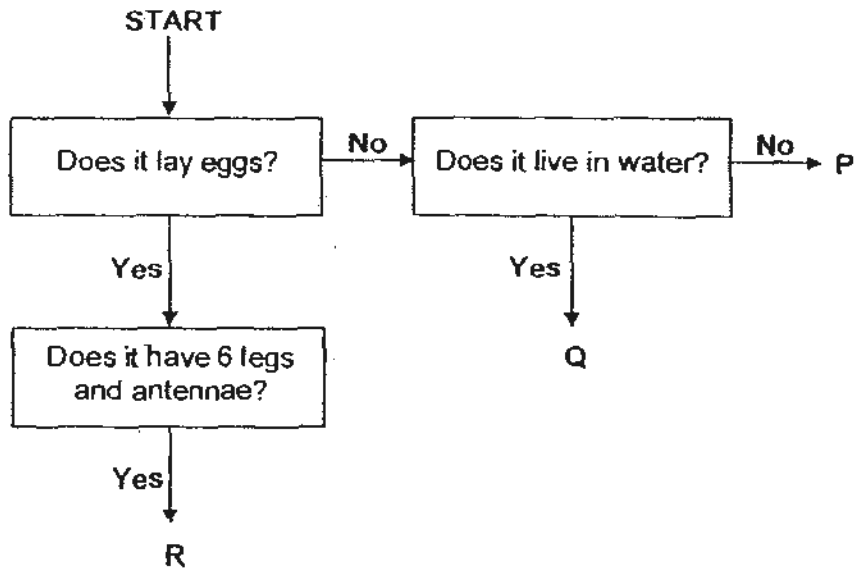 START
Does it lay eggs?
No
Does it live in water?
No
P
Yes
Yes
Does it have 6 legs
and antennae?
Q
Yes
R